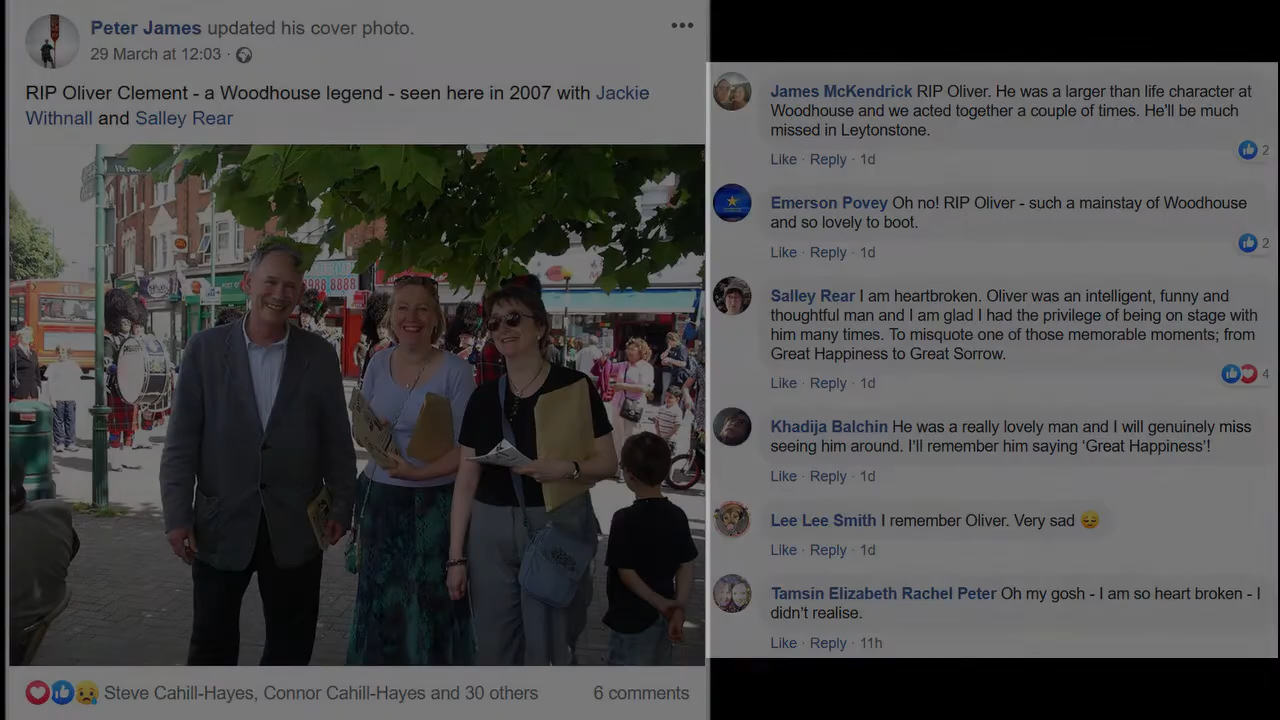 Peter James updated his cover photo.
29 March at 12:03 ·
RIP Oliver Clement - a Woodhouse legend - seen here in 2007 with Jackie
Withnall and Salley Rear
8988 8888
Steve Cahill-Hayes, Connor Cahill-Hayes and 30 others
6 comments
James McKendrick RIP Oliver. He was a larger than life character at
Woodhouse and we acted together a couple of times. He'll be much
missed in Leytonstone.
2
Like · Reply · 1d
Emerson Povey Oh no! RIP Oliver - such a mainstay of Woodhouse
and so lovely to boot.
2
Like · Reply · 1d
Salley Rear I am heartbroken. Oliver was an intelligent, funny and
thoughtful man and I am glad I had the privilege of being on stage with
him many times. To misquote one of those memorable moments; from
Great Happiness to Great Sorrow.
4
Like · Reply · 1d
Khadija Balchin He was a really lovely man and I will genuinely miss
seeing him around. I'll remember him saying ‘Great Happiness’!
Like · Reply · 1d
Lee Lee Smith I remember Oliver. Very sad 😔
Like · Reply · 1d
Tamsin Elizabeth Rachel Peter Oh my gosh - I am so heart broken - I
didn't realise.
Like · Reply · 11h